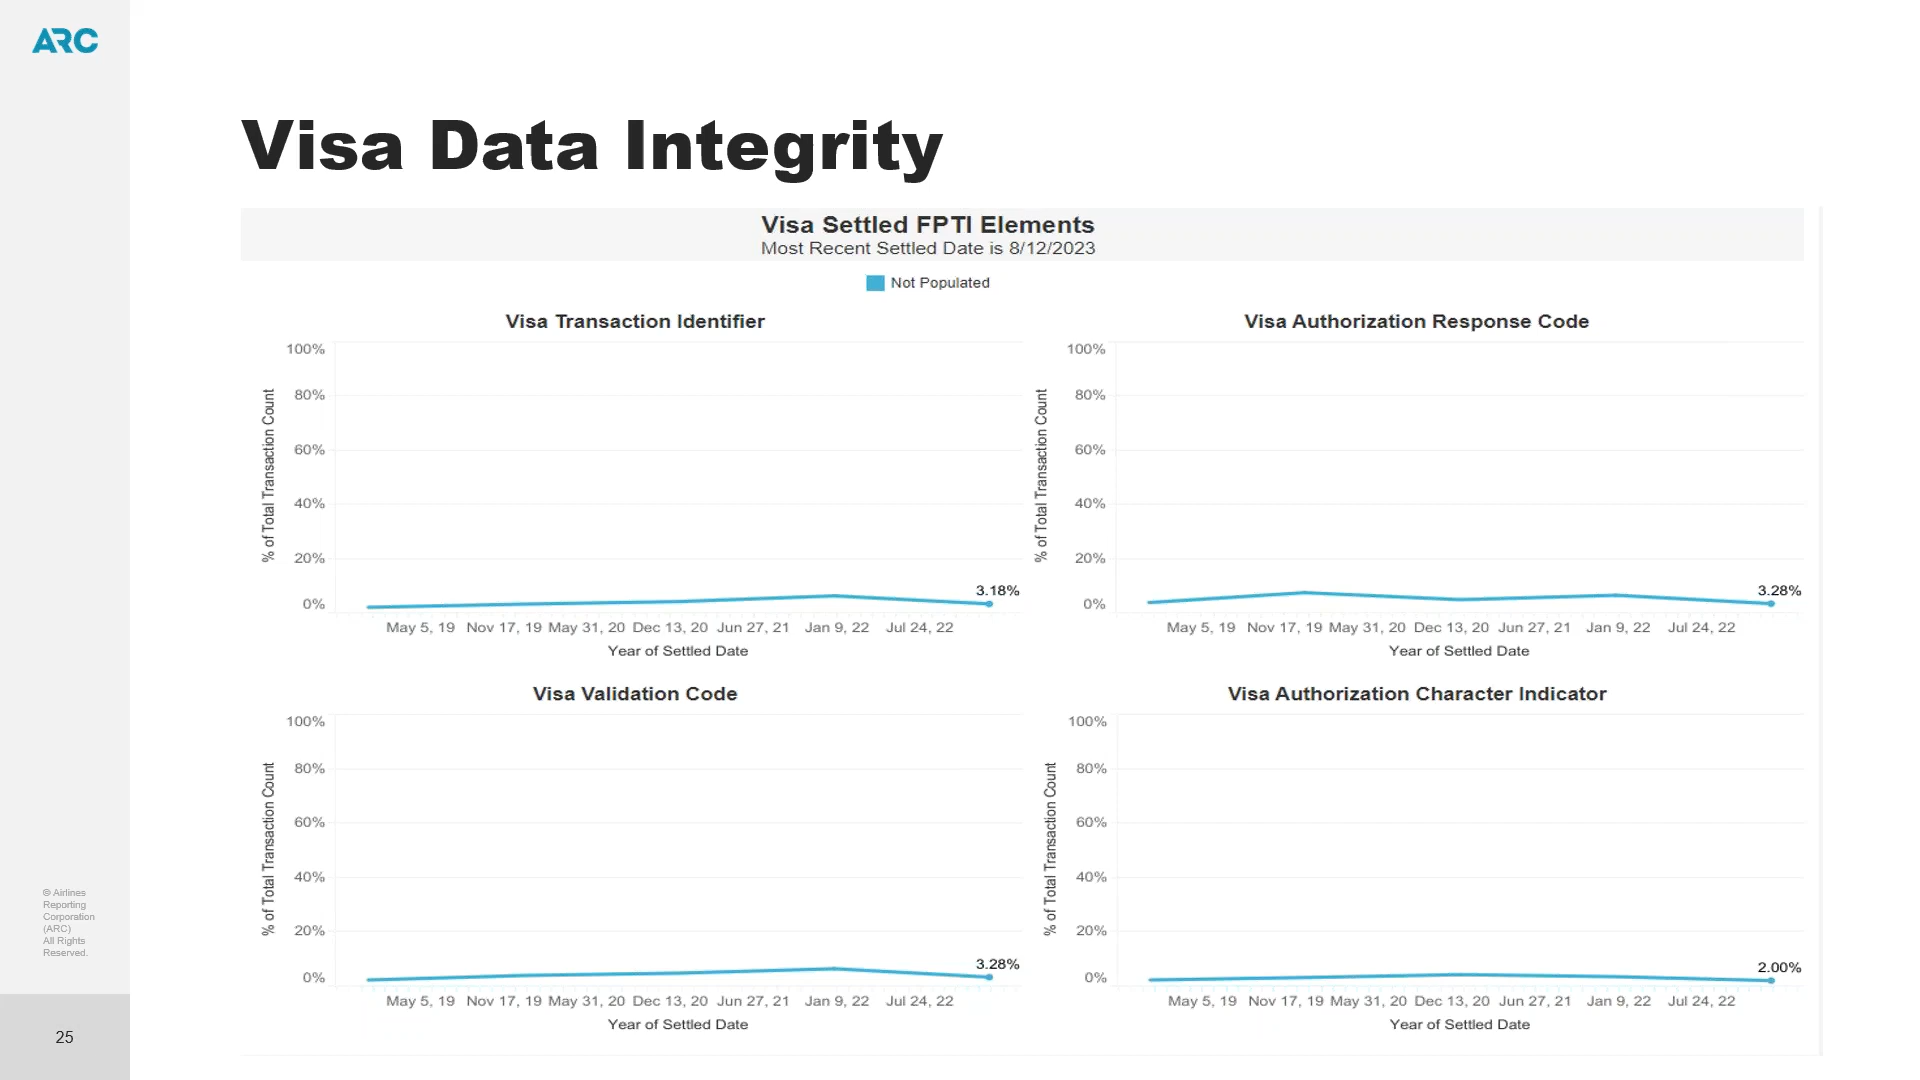 ARC
Visa Data Integrity
Visa Settled FPTI Elements
Most Recent Settled Date is 8/12/2023
Not Populated
Visa Transaction Identifier
% of Total Transaction Count
100%
80%
60%
40%
20%
0%
3.18%
May 5, 19 Nov 17, 19 May 31, 20 Dec 13, 20 Jun 27, 21 Jan 9, 22 Jul 24, 22
Year of Settled Date
Visa Authorization Response Code
% of Total Transaction Count
100%
80%
60%
40%
20%
0%
3.28%
May 5, 19 Nov 17, 19 May 31, 20 Dec 13, 20 Jun 27, 21 Jan 9, 22 Jul 24, 22
Year of Settled Date
Visa Validation Code
% of Total Transaction Count
100%
80%
60%
40%
20%
0%
3.28%
May 5, 19 Nov 17, 19 May 31, 20 Dec 13, 20 Jun 27, 21 Jan 9, 22 Jul 24, 22
Year of Settled Date
Visa Authorization Character Indicator
% of Total Transaction Count
100%
80%
60%
40%
20%
0%
2.00%
May 5, 19 Nov 17, 19 May 31, 20 Dec 13, 20 Jun 27, 21 Jan 9, 22 Jul 24, 22
Year of Settled Date
© Airlines
Reporting
Corporation
(ARC)
All Rights
Reserved.
25